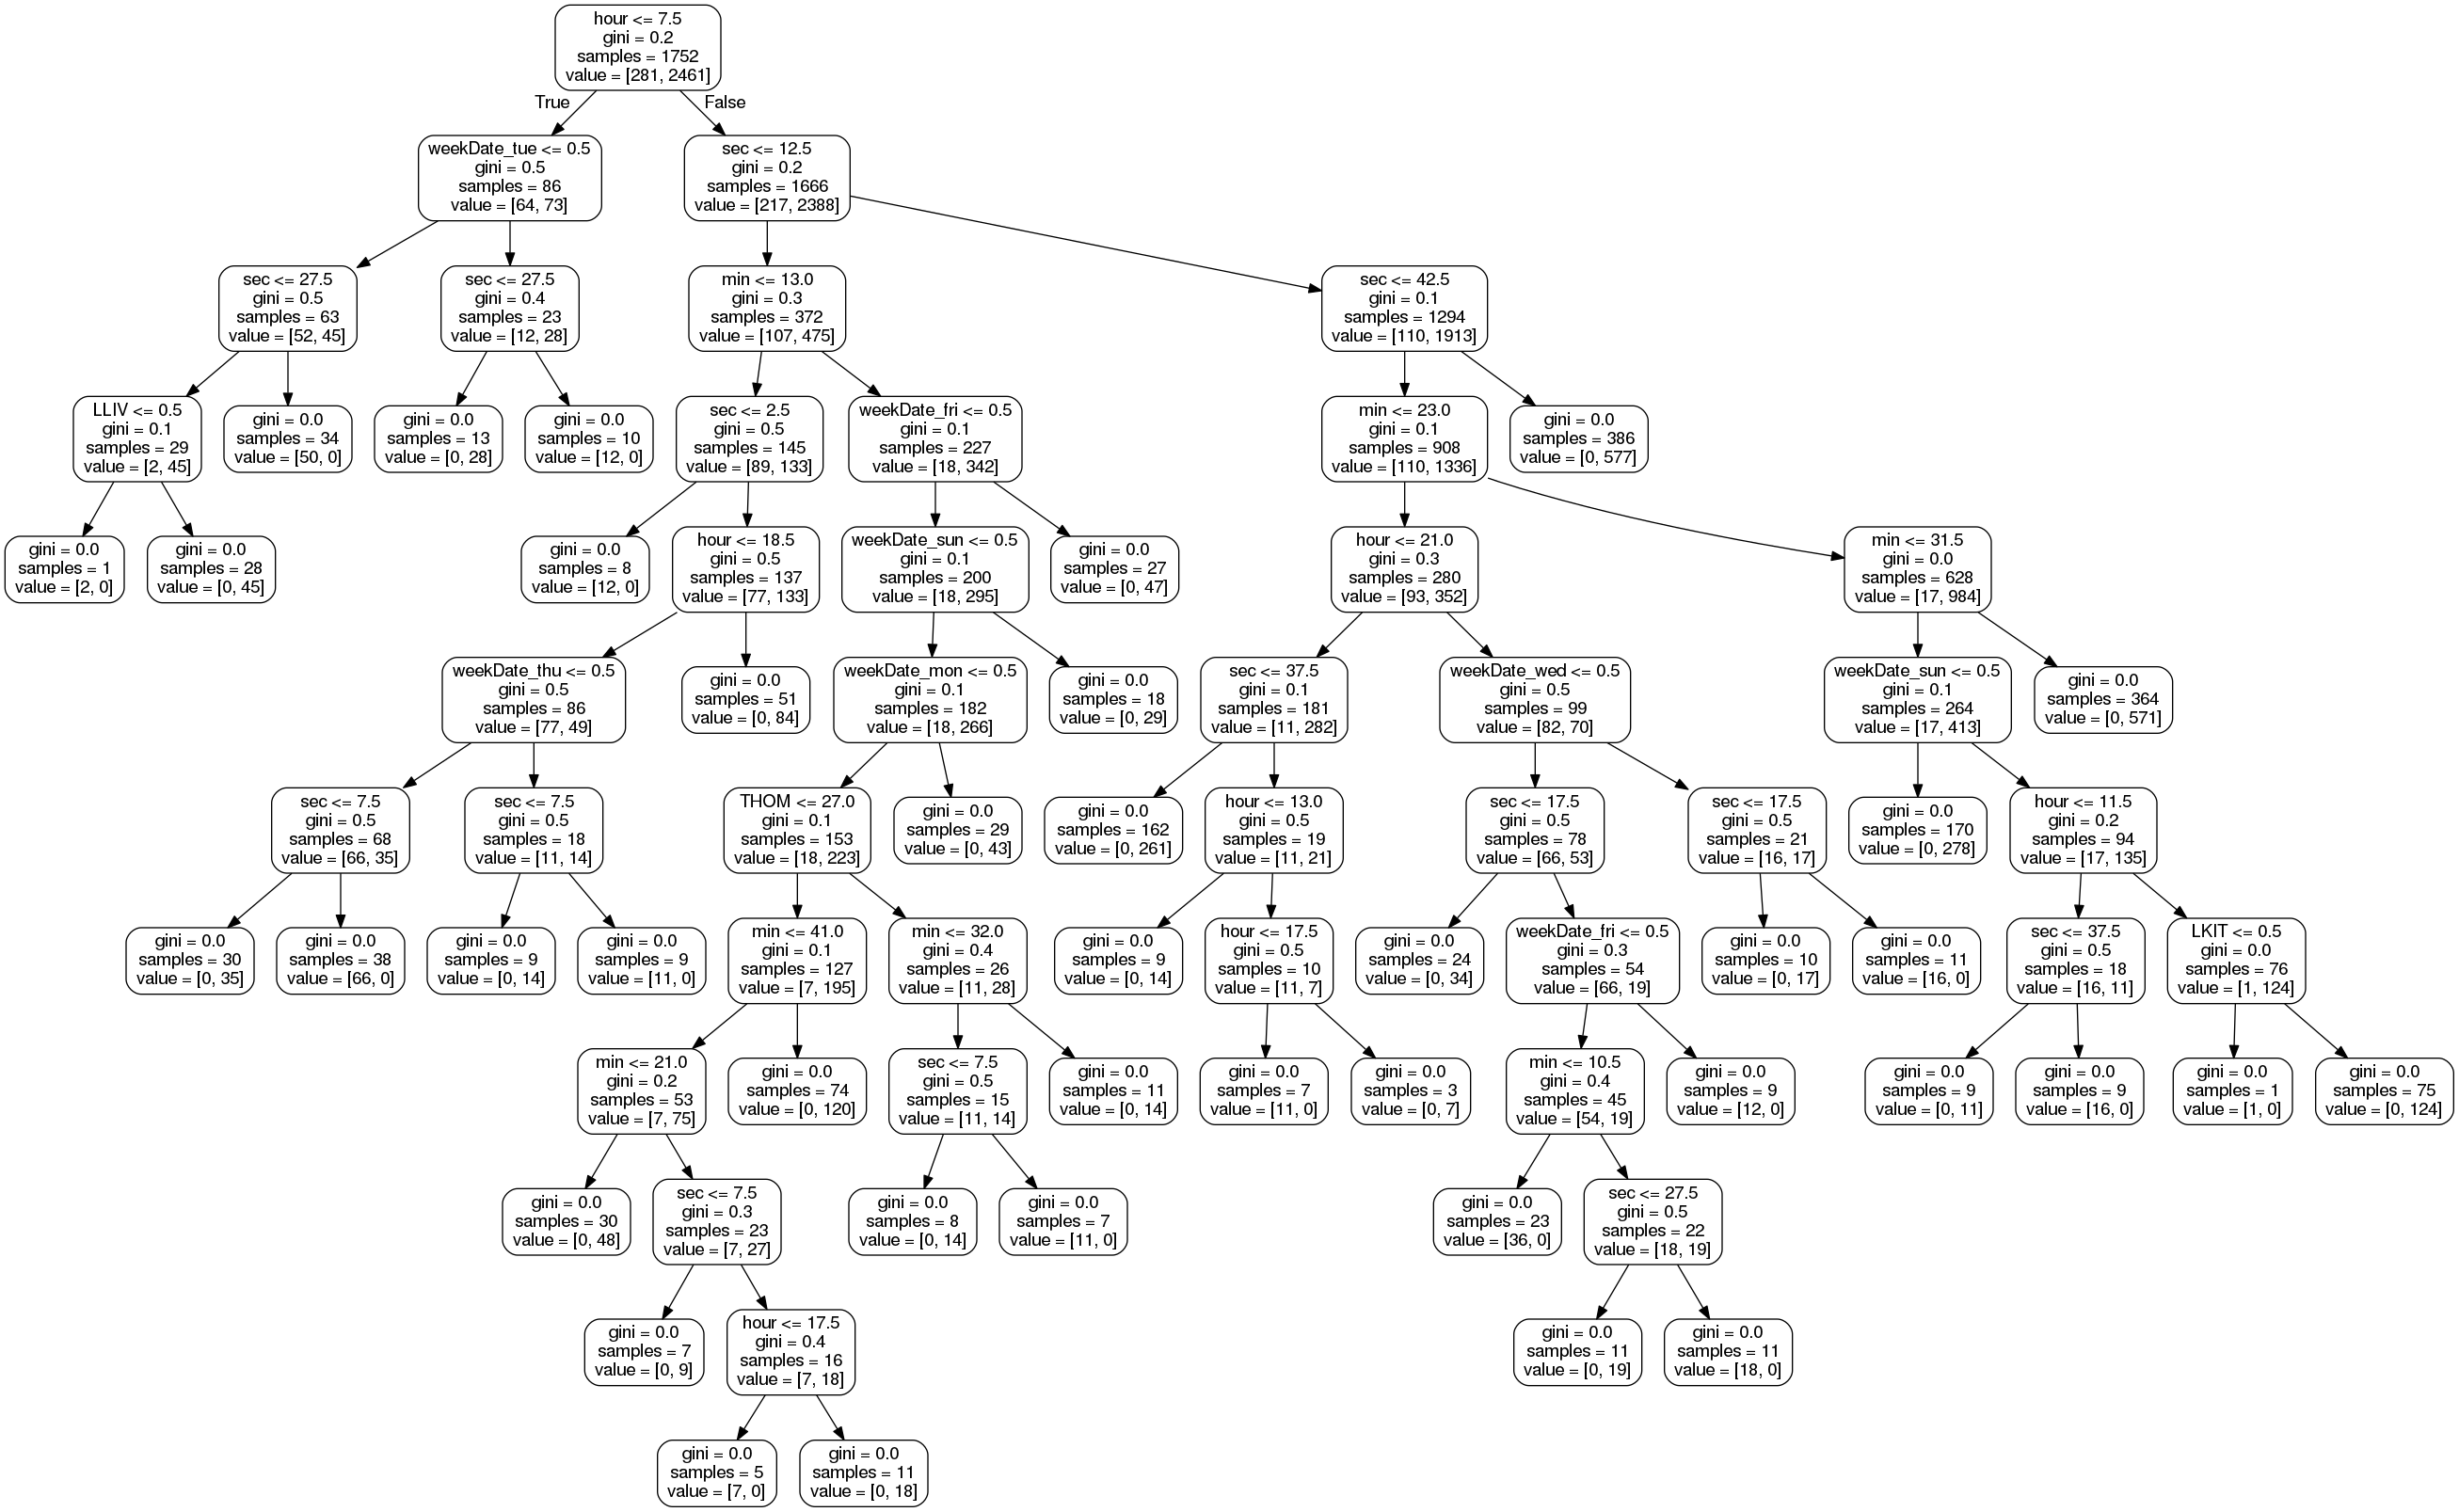 hour <= 7.5
gini = 0.2
samples = 1752
value = [281, 2461]
True
False
weekDate_tue <= 0.5
gini = 0.5
samples = 86
value = [64, 73]
sec <= 12.5
gini = 0.2
samples = 1666
value = [217, 2388]
sec <= 27.5
gini = 0.5
samples = 63
value = [52, 45]
sec <= 27.5
gini = 0.4
samples = 23
value = [12, 28]
min <= 13.0
gini = 0.3
samples = 372
value = [107, 475]
sec <= 42.5
gini = 0.1
samples = 1294
value = [110, 1913]
LLIV <= 0.5
gini = 0.1
samples = 29
value = [2, 45]
gini = 0.0
samples = 34
value = [50, 0]
gini = 0.0
samples = 13
value = [0, 28]
gini = 0.0
samples = 10
value = [12, 0]
sec <= 2.5
gini = 0.5
samples = 145
value = [89, 133]
weekDate_fri <= 0.5
gini = 0.1
samples = 227
value = [18, 342]
min <= 23.0
gini = 0.1
samples = 908
value = [110, 1336]
gini = 0.0
samples = 386
value = [0, 577]
gini = 0.0
samples = 1
value = [2, 0]
gini = 0.0
samples = 28
value = [0, 45]
gini = 0.0
samples = 8
value = [12, 0]
hour <= 18.5
gini = 0.5
samples = 137
value = [77, 133]
weekDate_sun <= 0.5
gini = 0.1
samples = 200
value = [18, 295]
gini = 0.0
samples = 27
value = [0, 47]
hour <= 21.0
gini = 0.3
samples = 280
value = [93, 352]
min <= 31.5
gini = 0.0
samples = 628
value = [17, 984]
weekDate_thu <= 0.5
gini = 0.5
samples = 86
value = [77, 49]
gini = 0.0
samples = 51
value = [0, 84]
weekDate_mon <= 0.5
gini = 0.1
samples = 182
value = [18, 266]
gini = 0.0
samples = 18
value = [0, 29]
sec <= 37.5
gini = 0.1
samples = 181
value = [11, 282]
weekDate_wed <= 0.5
gini = 0.5
samples = 99
value = [82, 70]
weekDate_sun <= 0.5
gini = 0.1
samples = 264
value = [17, 413]
gini = 0.0
samples = 364
value = [0, 571]
sec <= 7.5
gini = 0.5
samples = 68
value = [66, 35]
sec <= 7.5
gini = 0.5
samples = 18
value = [11, 14]
THOM <= 27.0
gini = 0.1
samples = 153
value = [18, 223]
gini = 0.0
samples = 29
value = [0, 43]
gini = 0.0
samples = 162
value = [0, 261]
hour <= 13.0
gini = 0.5
samples = 19
value = [11, 21]
sec <= 17.5
gini = 0.5
samples = 78
value = [66, 53]
sec <= 17.5
gini = 0.5
samples = 21
value = [16, 17]
gini = 0.0
samples = 170
value = [0, 278]
hour <= 11.5
gini = 0.2
samples = 94
value = [17, 135]
gini = 0.0
samples = 30
value = [0, 35]
gini = 0.0
samples = 38
value = [66, 0]
gini = 0.0
samples = 9
value = [0, 14]
gini = 0.0
samples = 9
value = [11, 0]
min <= 41.0
gini = 0.1
samples = 127
value = [7, 195]
min <= 32.0
gini = 0.4
samples = 26
value = [11, 28]
gini = 0.0
samples = 9
value = [0, 14]
hour <= 17.5
gini = 0.5
samples = 10
value = [11, 7]
gini = 0.0
samples = 24
value = [0, 34]
weekDate_fri <= 0.5
gini = 0.3
samples = 54
value = [66, 19]
gini = 0.0
samples = 10
value = [0, 17]
gini = 0.0
samples = 11
value = [16, 0]
sec <= 37.5
gini = 0.5
samples = 18
value = [16, 11]
LKIT <= 0.5
gini = 0.0
samples = 76
value = [1, 124]
min <= 21.0
gini = 0.2
samples = 53
value = [7, 75]
gini = 0.0
samples = 74
value = [0, 120]
sec <= 7.5
gini = 0.5
samples = 15
value = [11, 14]
gini = 0.0
samples = 11
value = [0, 14]
gini = 0.0
samples = 7
value = [11, 0]
gini = 0.0
samples = 3
value = [0, 7]
min <= 10.5
gini = 0.4
samples = 45
value = [54, 19]
gini = 0.0
samples = 9
value = [12, 0]
gini = 0.0
samples = 9
value = [0, 11]
gini = 0.0
samples = 9
value = [16, 0]
gini = 0.0
samples = 1
value = [1, 0]
gini = 0.0
samples = 75
value = [0, 124]
gini = 0.0
samples = 30
value = [0, 48]
sec <= 7.5
gini = 0.3
samples = 23
value = [7, 27]
gini = 0.0
samples = 8
value = [0, 14]
gini = 0.0
samples = 7
value = [11, 0]
gini = 0.0
samples = 23
value = [36, 0]
sec <= 27.5
gini = 0.5
samples = 22
value = [18, 19]
gini = 0.0
samples = 7
value = [0, 9]
hour <= 17.5
gini = 0.4
samples = 16
value = [7, 18]
gini = 0.0
samples = 11
value = [0, 19]
gini = 0.0
samples = 11
value = [18, 0]
gini = 0.0
samples = 5
value = [7, 0]
gini = 0.0
samples = 11
value = [0, 18]